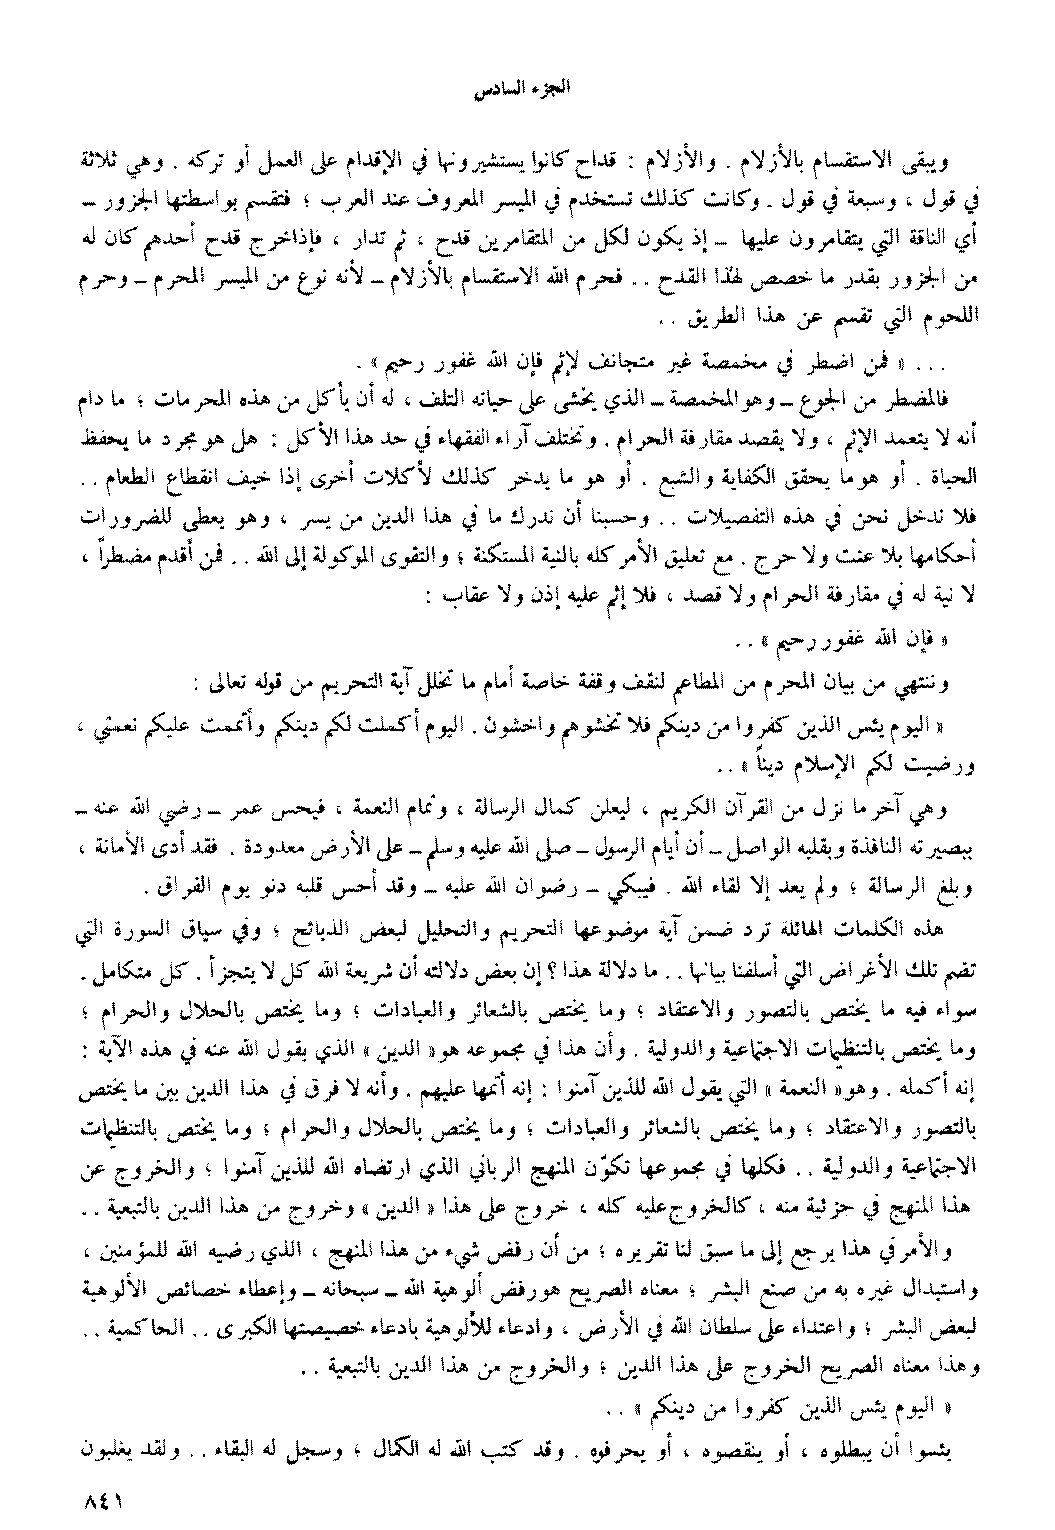 الجزء السادس
ويبقى الاستقسام بالأزلام . والأزلام : قداح كانوا يستشيرونها في الإقدام على العمل أو تركه . وهي ثلاثة
في قول ، وسبعة في قول . وكانت كذلك تستخدم في الميسر المعروف عند العرب ؛ فتقسم بواسطتها الجزور –
أي الناقة التي يتقامرون عليها – إذ يكون لكل من المتقامرين قدح ، ثم تدار ، فإذاخرج قدح أحدهم كان له
من الجزور بقدر ما خصص لهذا القدح .. فحرم الله الاستقسام بالأزلام – لأنه نوع من الميسر المحرم – وحرم
اللحوم التي تقسم عن هذا الطريق ..
... « فمن اضطر في مخمصة غير متجانف لإثم فإن الله غفور رحيم» .
فالمضطر من الجوع – وهوالمخمصة – الذي يخشى على حياته التلف ، له أن يأكل من هذه المحرمات ؛ ما دام
أنه لا يتعمد الإثم ، ولا يقصد مقارفة الحرام . وتختلف آراء الفقهاء في حد هذا الأكل : هل هو مجرد ما يحفظ
الحياة . أو هوما يحقق الكفاية والشبع . أو هو ما يدخر كذلك لأكلات أخرى إذا خيف انقطاع الطعام ..
فلا ندخل نحن في هذه التفصيلات .. وحسبنا أن ندرك ما في هذا الدين من يسر ، وهو يعطي للضرورات
أحكامها بلا عنت ولا حرج . مع تعليق الأمر كله بالنية المستكنة ؛ والتقوى الموكولة إلى الله .. فمن أقدم مضطراً ،
لا نية له في مقارفة الحرام ولا قصد ، فلا إثم عليه إذن ولا عقاب :
« فإن الله غفوررحيم » ..
وننتهي من بيان المحرم من المطاعم لنقف وقفة خاصة أمام ما تخلل آية التحريم من قوله تعالى :
« اليوم يئس الذين كفروا من دينكم فلا تخشوهم واخشون . اليوم أكملت لكم دينكم وأتممت عليكم نعمتي ،
ورضيت لكم الإسلام ديناً » ..
وهي آخر ما نزل من القرآن الكريم ، ليعلن كمال الرسالة ، وتمام النعمة ، فيحس عمر – رضي الله عنه –
ببصيرته النافذة وبقلبه الواصل – أن أيام الرسول – صلى الله عليه وسلم – على الأرض معدودة . فقد أدى الأمانة ،
وبلغ الرسالة ؛ ولم يعد إلا لقاء الله . فيبكي – رضوان الله عليه – وقد أحس قلبه دنو يوم الفراق .
هذه الكلمات الهائلة ترد ضمن آية موضوعها التحريم والتحليل لبعض الذبائح ؛ وفي سياق السورة التي
تضم تلك الأغراض التي أسلفنا بيانها .. ما دلالة هذا ؟ إن بعض دلالته أن شريعة الله كل لا يتجزأ . كل متكامل .
سواء فيه ما يختص بالتصور والاعتقاد ؛ وما يختص بالشعائر والعبادات ؛ وما يختص بالحلال والحرام ؛
وما يختص بالتنظيمات الاجتماعية والدولية . وأن هذا في مجموعه هو« الدين » الذي يقول الله عنه في هذه الآية :
إنه أكمله . وهو« النعمة » التي يقول الله للذين آمنوا : إنه أتمها عليهم . وأنه لا فرق في هذا الدين بين ما يختص
بالتصور والاعتقاد ؛ وما يختص بالشعائر والعبادات ؛ وما يختص بالحلال والحرام ؛ وما يختص بالتنظيمات
الاجتماعية والدولية .. فكلها في مجموعها تكوّن المنهج الرباني الذي ارتضاه الله للذين آمنوا ؛ والخروج عن
هذا المنهج في جزئية منه ، كالخروج عليه كله ، خروج على هذا « الدين » وخروج من هذا الدين بالتبعية ..
والأمر في هذا يرجع إلى ما سبق لنا تقريره ؛ من أن رفض شيء من هذا المنهج ، الذي رضيه الله للمؤمنين ،
واستبدال غيره به من صنع البشر ؛ معناه الصريح هورفض ألوهية الله – سبحانه – وإعطاء خصائص الألوهية
لبعض البشر ؛ واعتداء على سلطان الله في الأرض ، وادعاء للألوهية بادعاء خصيصتها الكبرى .. الحاكمية ..
وهذا معناه الصريح الخروج على هذا الدين ؛ والخروج من هذا الدين بالتبعية ..
« اليوم يئس الذين كفروا من دينكم » ..
يئسوا أن يبطلوه ، أو ينقصوه ، أو يحرفوه . وقد كتب الله له الكمال ؛ وسجل له البقاء .. ولقد يغلبون
٨٤١